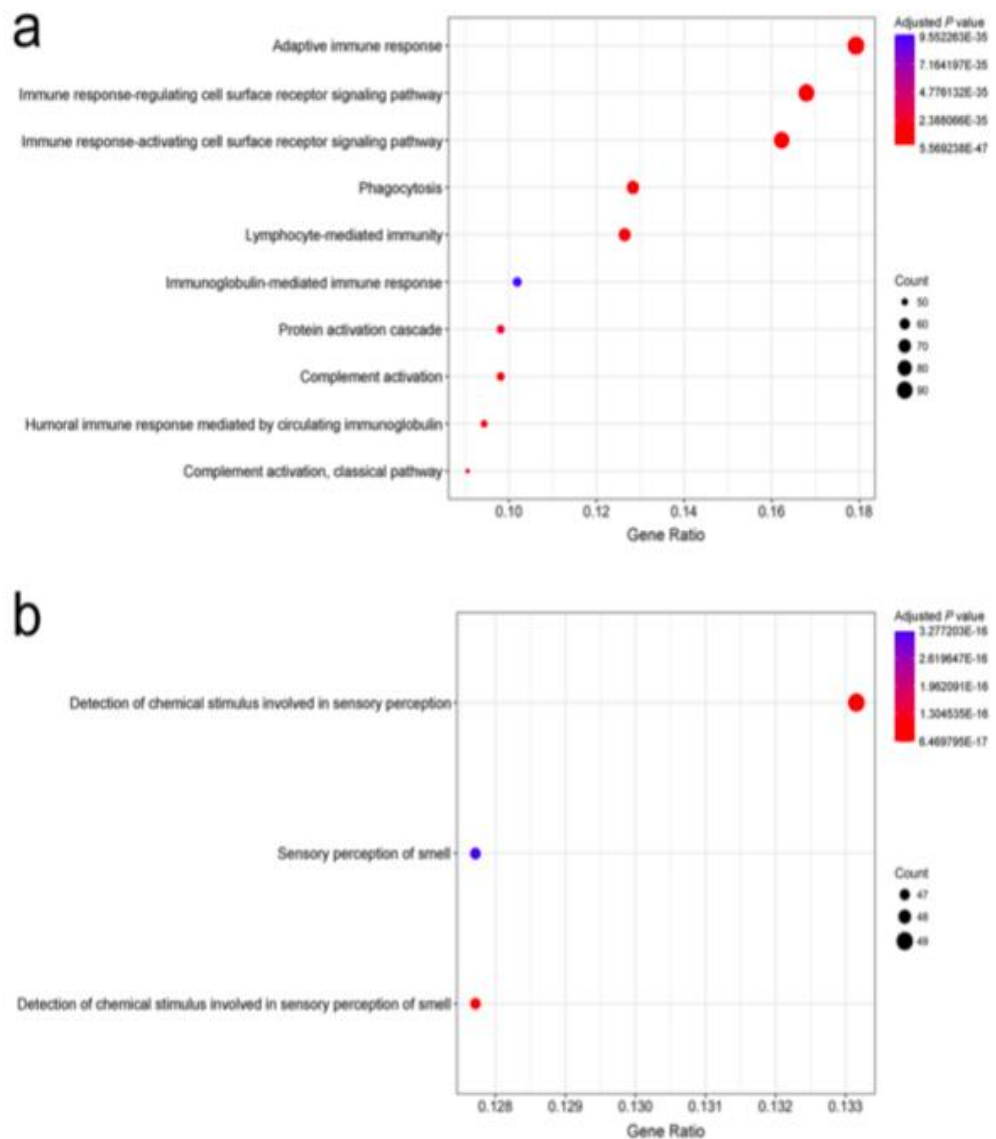 a
Adaptive immune response
Immune response-regulating cell surface receptor signaling pathway
Immune response-activating cell surface receptor signaling pathway
Phagocytosis
Lymphocyte-mediated immunity
Immunoglobulin-mediated immune response
Protein activation cascade
Complement activation
Humoral immune response mediated by circulating immunoglobulin
Complement activation, classical pathway
0.10 0.12 0.14 0.16 0.18
Gene Ratio
Adjusted P value
9.552263E-35
7.164197E-35
4.776132E-35
2.388066E-35
5.569238E-47
Count
50
60
70
80
90
b
Detection of chemical stimulus involved in sensory perception
Sensory perception of smell
Detection of chemical stimulus involved in sensory perception of smell
0.128 0.129 0.130 0.131 0.132 0.133
Gene Ratio
Adjusted P value
3.277203E-16
2.619647E-16
1.962091E-16
1.304535E-16
6.469795E-17
Count
47
48
49